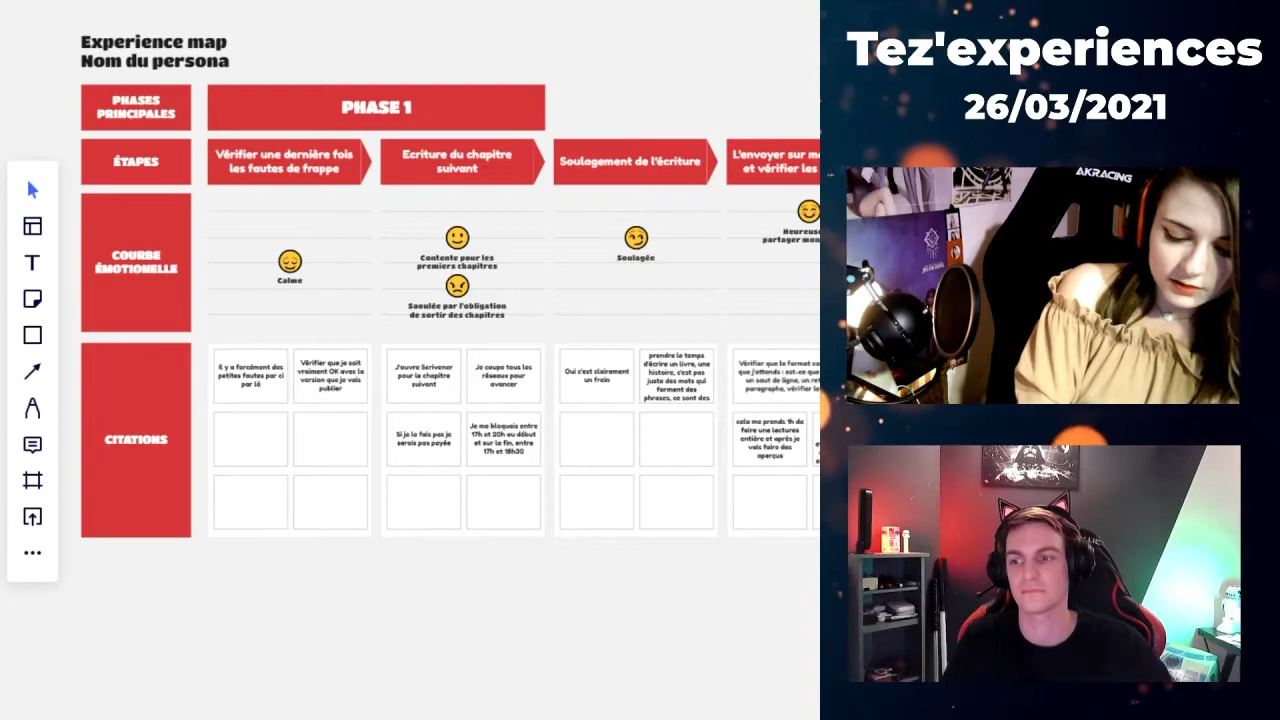 Experience map
Nom du persona
PHASES
PRINCIPALES
PHASE 1
ÉTAPES
Vérifier une dernière fois
les fautes de frappe
Ecriture du chapitre
suivant
Soulagement de l'écriture
L'envoyer sur
et vérifier les
COURBE
ÉMOTIONELLE
Calme
Contente pour les
premiers chapitres
Saoulée par l'obligation
de sortir des chapitres
Soulagée
partager
CITATIONS
Il y a forcément des
petites fautes par ci
par là
Vérifier que je soit
vraiment OK avec la
version que je vais
publier
J'ouvre Scrivener
pour le chapitre
suivant
Je coupe tous les
réseaux pour
avancer
Si je le fais pas je
serais pas payée
Je me bloquais entre
17h et 20h au début
et sur la fin, entre
17h et 18h30
Oui c'est clairement
un frein
prendre le temps
d'écrire un livre, une
histoire, c'est pas
juste des mots qui
forment des
phrases, ce sont des
Vérifier que le format
que j'attends : est-ce que
un saut de ligne, un
paragraphe, vérifier
cela me prends 1h de
faire une lectures
entière et après je
vais faire des
aperçus
Tez'experiences
26/03/2021
AKRACING